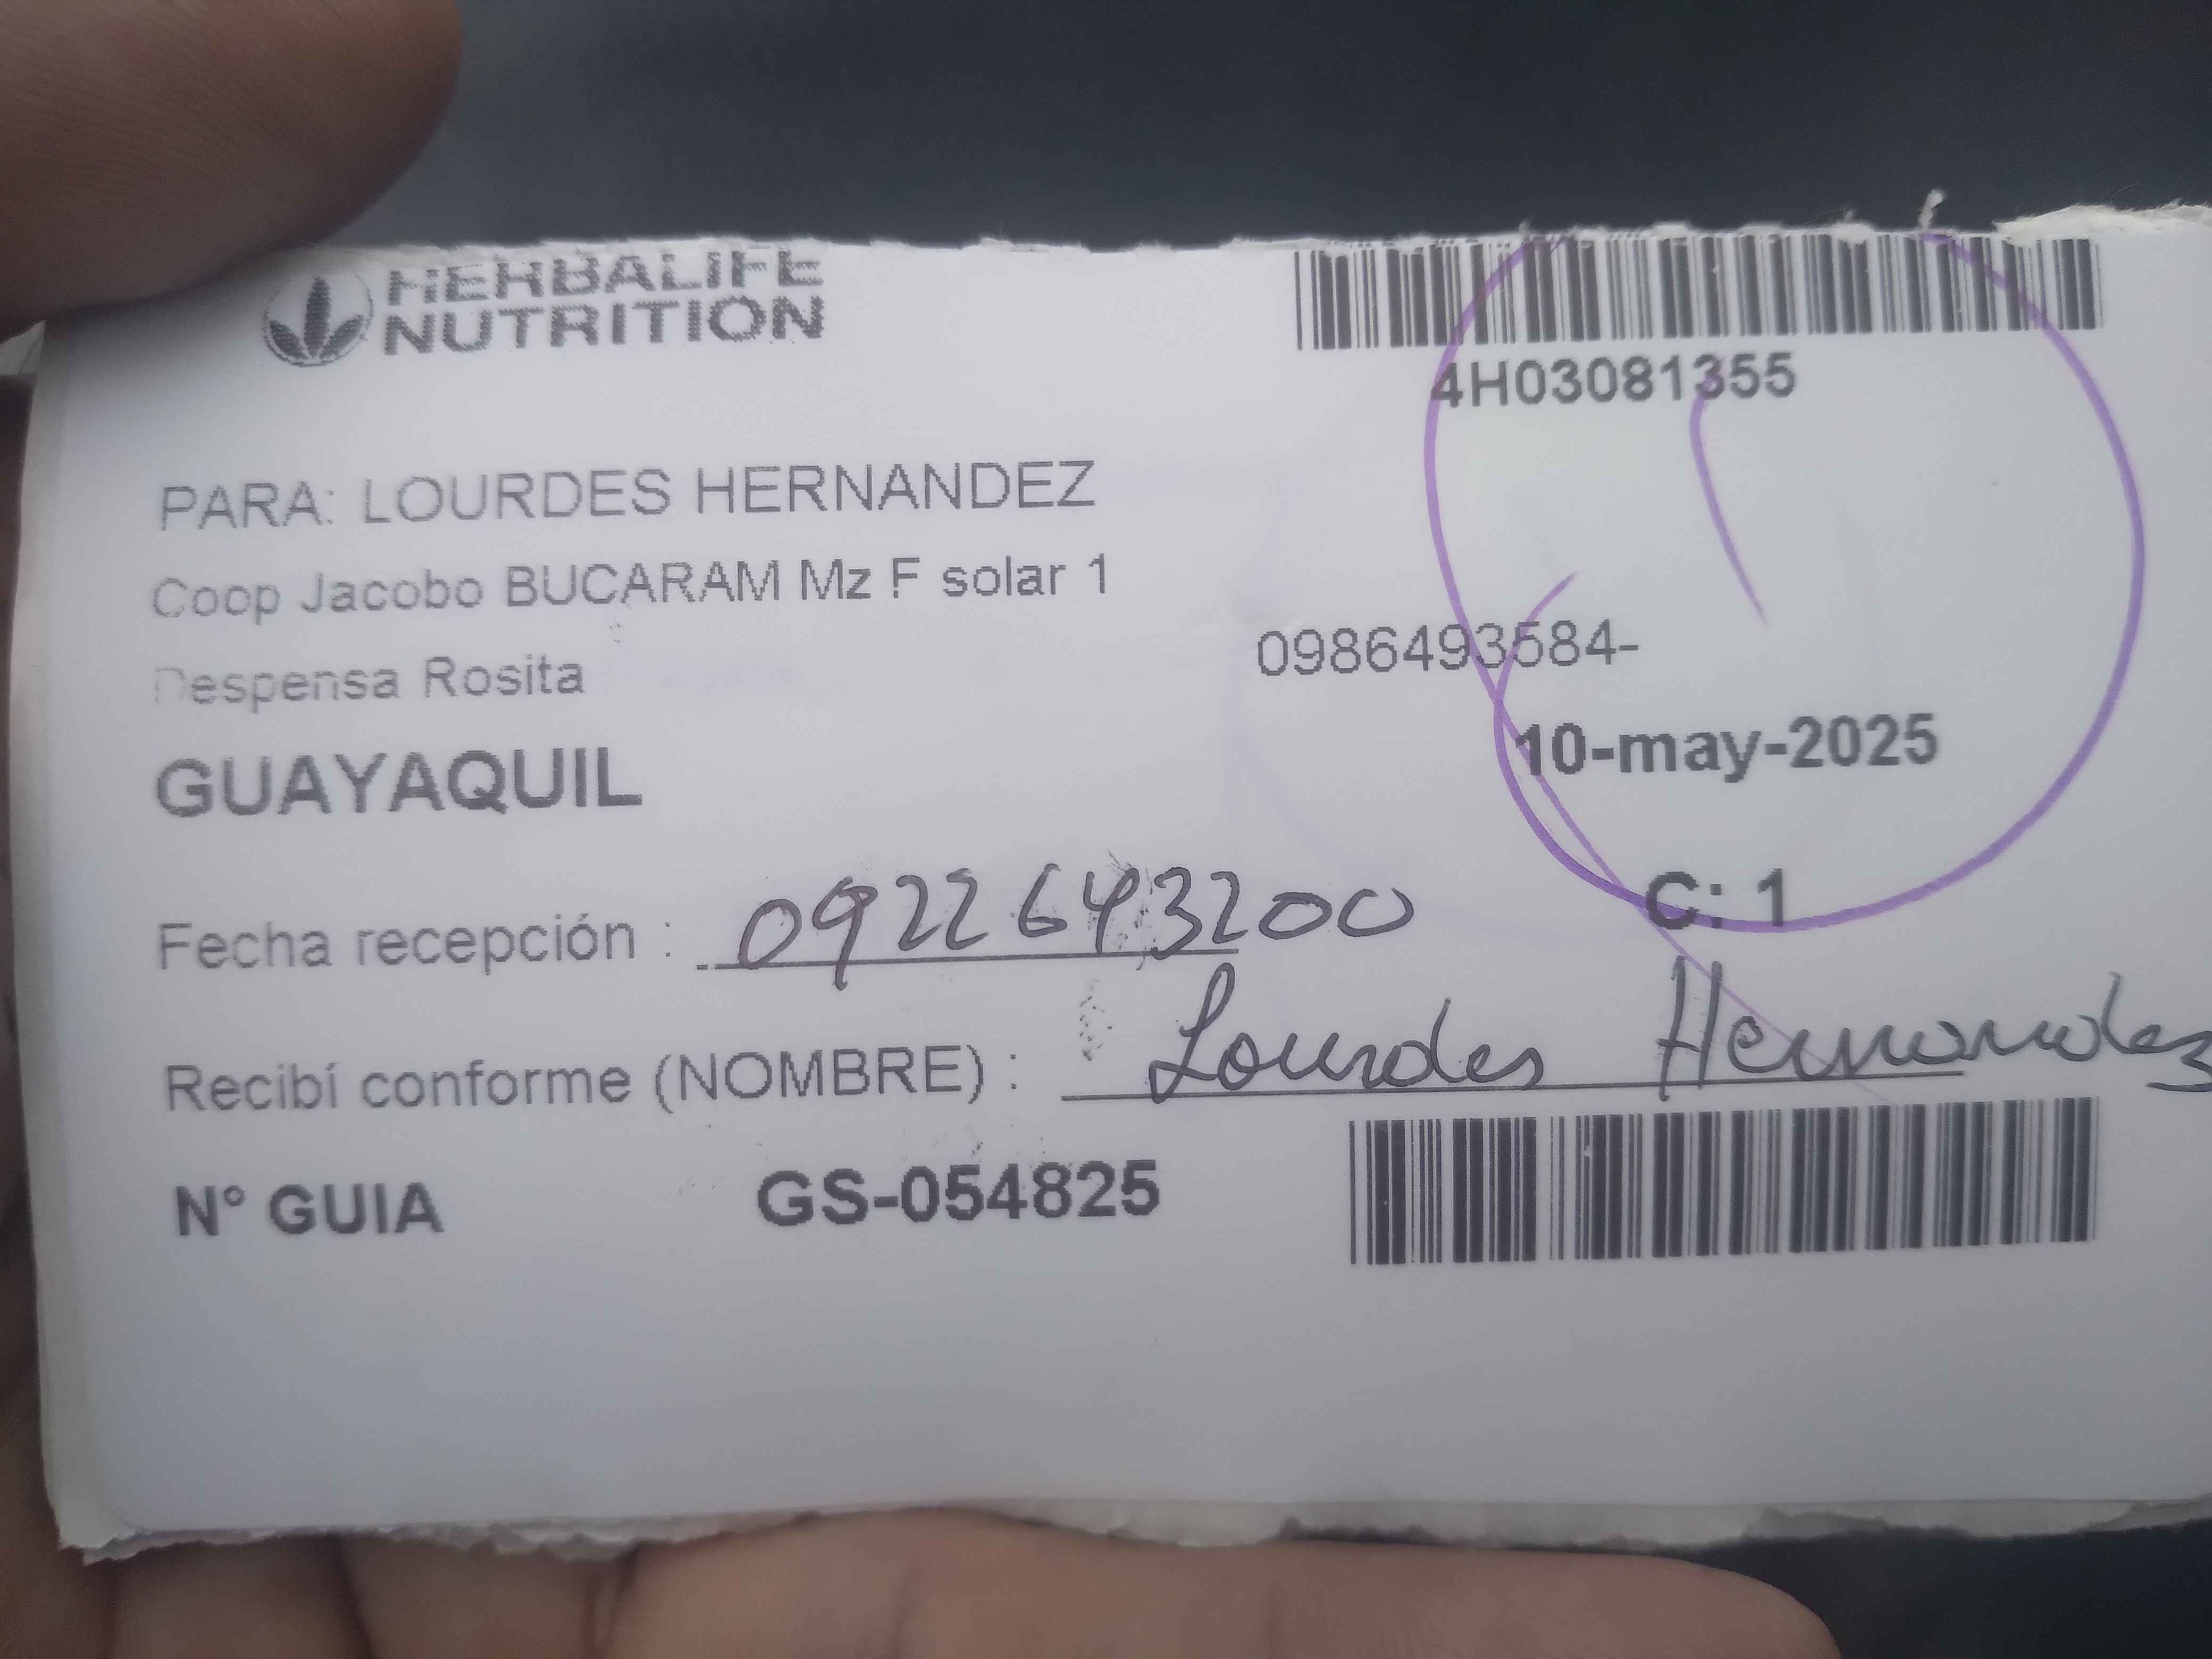 HERBALIFE
NUTRITION
4H03081355
PARA: LOURDES HERNANDEZ
Coop Jacobo BUCARAM Mz F solar 1
Despensa Rosita
0986493584-
GUAYAQUIL
10-may-2025
C: 1
Fecha recepción : 0922643200
Recibí conforme (NOMBRE) : Lourdes Hernandez
N° GUIA GS-054825